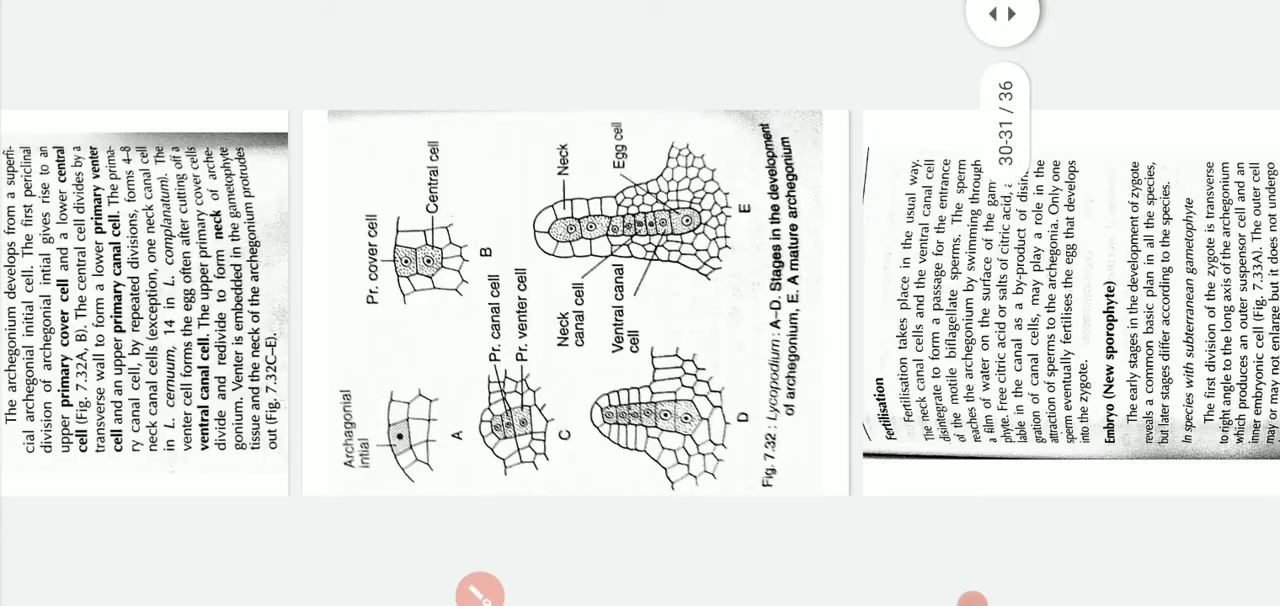 The archegonium develops from a superfi-
cial archegonial initial cell. The first periclinal
division of archegonial intial gives rise to an
upper primary cover cell and a lower central
cell (Fig. 7.32A, B). The central cell divides by a
transverse wall to form a lower primary venter
cell and an upper primary canal cell. The prima-
ry canal cell, by repeated divisions, forms 4–8
neck canal cells (exception, one neck canal cell
in L. cernuum, 14 in L. complanatum). The
venter cell forms the egg often after cutting off a
ventral canal cell. The upper primary cover cells
divide and redivide to form neck of arche-
gonium. Venter is embedded in the gametophyte
tissue and the neck of the archegonium protrudes
out (Fig. 7.32C–E).
Archagonial
intial
Pr. cover cell
Central cell
A
B
Pr. canal cell
Pr. venter cell
C
Neck
canal cell
Neck
Ventral canal
cell
Egg cell
D
E
Fig. 7.32 : Lycopodium : A–D. Stages in the development
of archegonium, E. A mature archegonium
Fertilisation
Fertilisation takes place in the usual way.
The neck canal cells and the ventral canal cell
disintegrate to form a passage for the entrance
of the motile biflagellate sperms. The sperm
reaches the archegonium by swimming through
a film of water on the surface of the gam
phyte. Free citric acid or salts of citric acid,
lable in the canal as a by-product of disin
gration of canal cells, may play a role in the
attraction of sperms to the archegonia. Only one
sperm eventually fertilises the egg that develops
into the zygote.
Embryo (New sporophyte)
The early stages in the development of zygote
reveals a common basic plan in all the species,
but later stages differ according to the species.
In species with subterranean gametophyte
The first division of the zygote is transverse
to right angle to the long axis of the archegonium
which produces an outer suspensor cell and an
inner embryonic cell (Fig. 7.33A). The outer cell
may or may not enlarge but it does not undergo
30-31 / 36